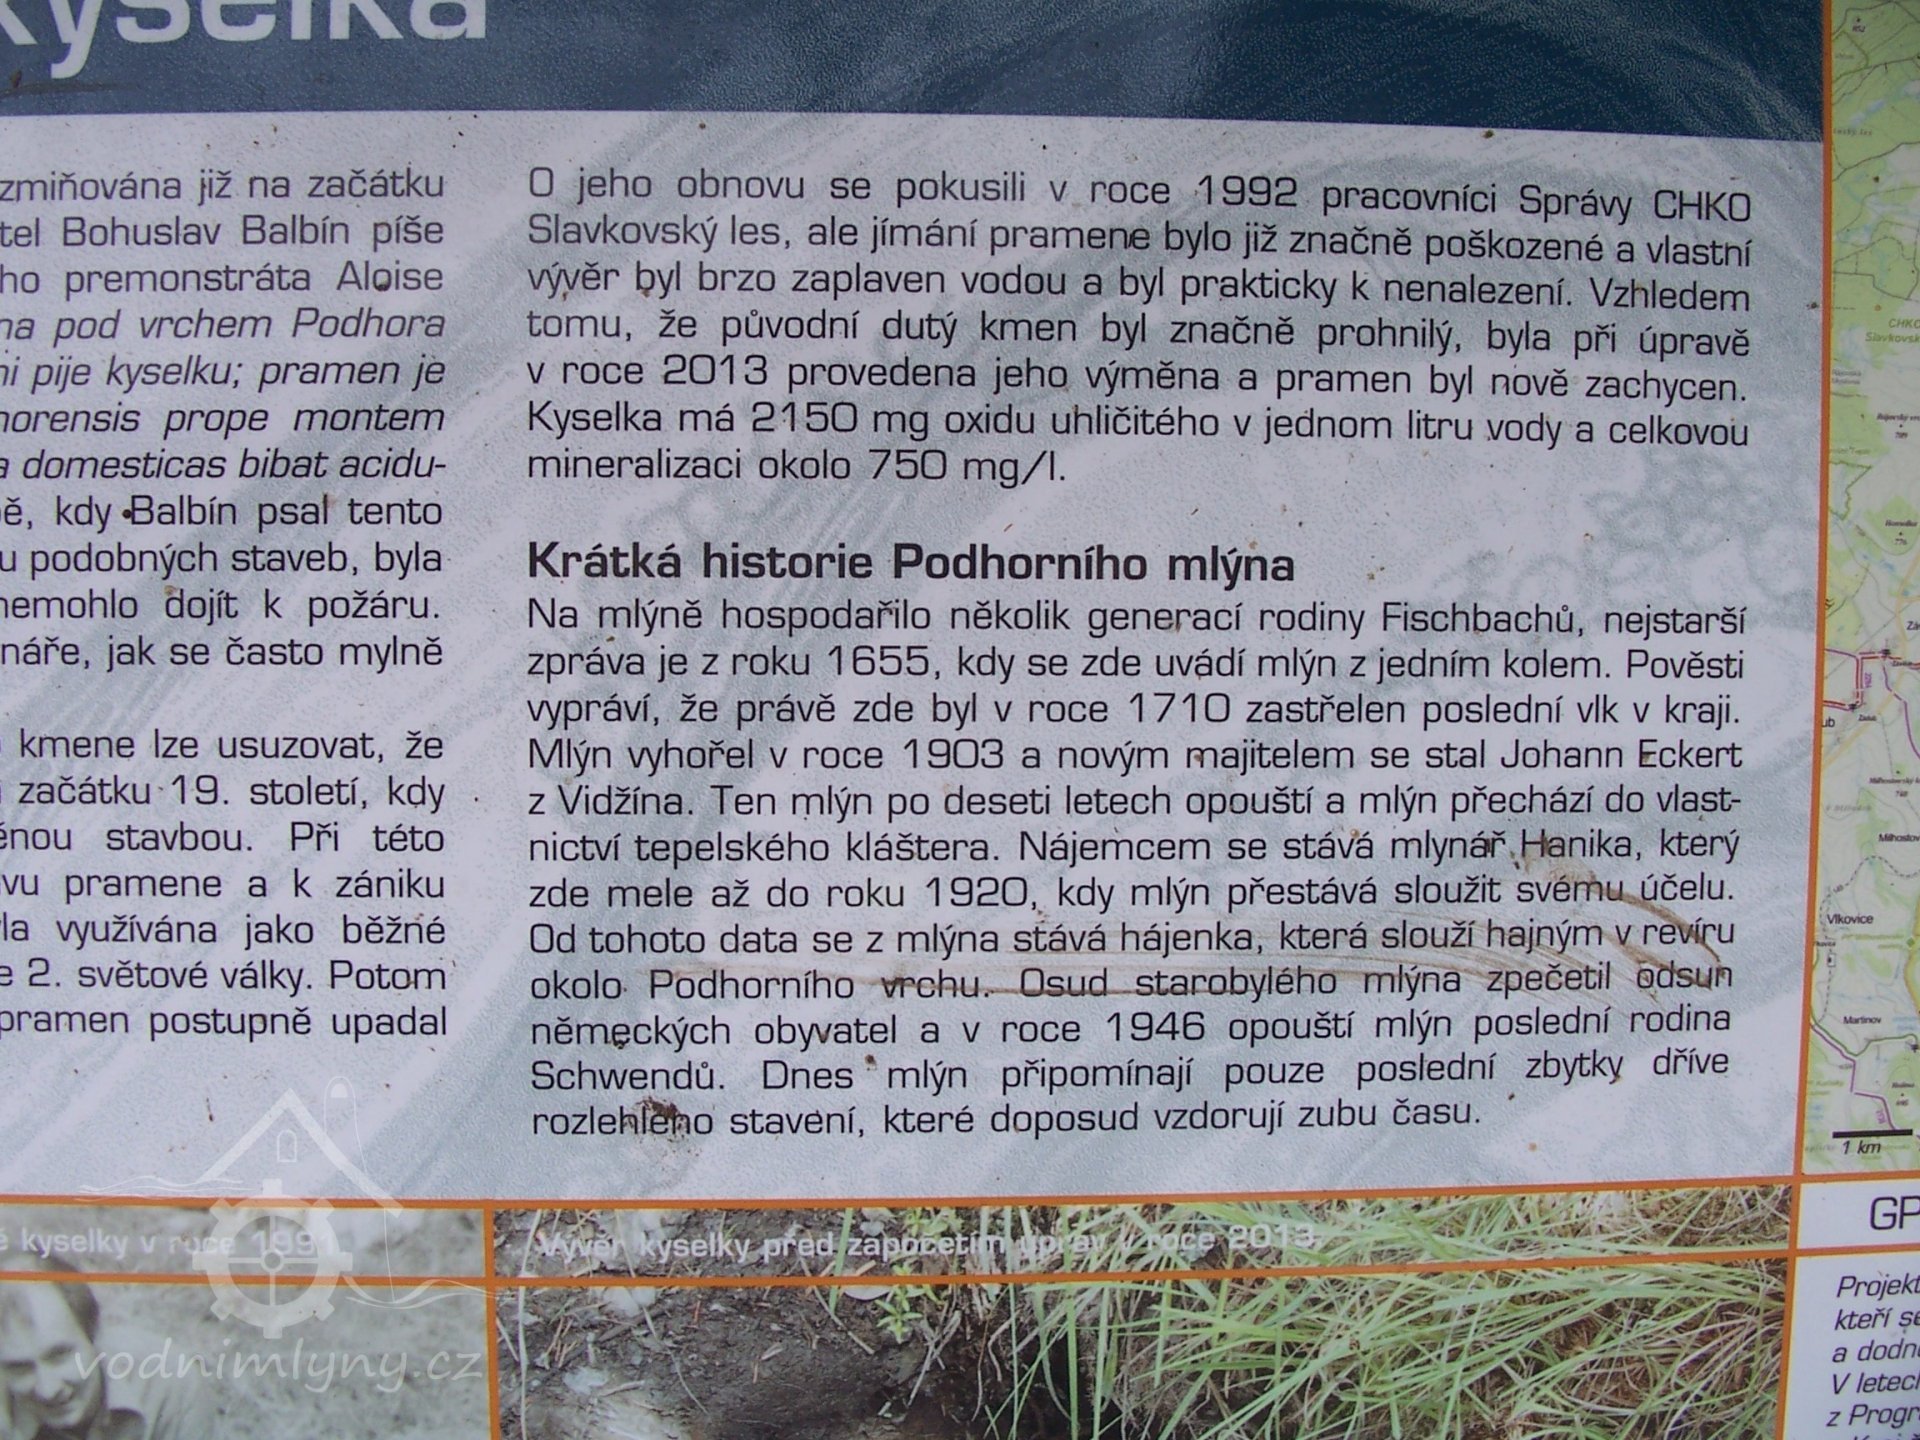 kyselka
zmiňována již na začátku
tel Bohuslav Balbín píše
ho premonstráta Aloise
na pod vrchem Podhora
ni pije kyselku; pramen je
horensis prope montem
a domesticas bibat acidu-
ě, kdy Balbín psal tento
u podobných staveb, byla
nemohlo dojít k požáru.
náře, jak se často mylně
kmene lze usuzovat, že
začátku 19. století, kdy
ěnou stavbou. Při této
vu pramene a k zániku
la využívána jako běžné
e 2. světové války. Potom
pramen postupně upadal
O jeho obnovu se pokusili v roce 1992 pracovníci Správy CHKO
Slavkovský les, ale jímání pramene bylo již značně poškozené a vlastní
vývěr byl brzo zaplaven vodou a byl prakticky k nenalezení. Vzhledem
tomu, že původní dutý kmen byl značně prohnilý, byla při úpravě
v roce 2013 provedena jeho výměna a pramen byl nově zachycen.
Kyselka má 2150 mg oxidu uhličitého v jednom litru vody a celkovou
mineralizaci okolo 750 mg/l.
Krátká historie Podhorního mlýna
Na mlýně hospodařilo několik generací rodiny Fischbachů, nejstarší
zpráva je z roku 1655, kdy se zde uvádí mlýn z jedním kolem. Pověsti
vypráví, že právě zde byl v roce 1710 zastřelen poslední vlk v kraji.
Mlýn vyhořel v roce 1903 a novým majitelem se stal Johann Eckert
z Vidžína. Ten mlýn po deseti letech opouští a mlýn přechází do vlast-
nictví tepelského kláštera. Nájemcem se stává mlynář Hanika, který
zde mele až do roku 1920, kdy mlýn přestává sloužit svému účelu.
Od tohoto data se z mlýna stává hájenka, která slouží hajným v revíru
okolo Podhorního vrchu. Osud starobylého mlýna zpečetil odsun
německých obyvatel a v roce 1946 opouští mlýn poslední rodina
Schwendů. Dnes mlýn připomínají pouze poslední zbytky dříve
rozlehlého stavení, které doposud vzdorují zubu času.
é kyselky v roce 1991
Vývěr kyselky před započetím úprav v roce 2013.
vodnimlyny.cz
CHKO
Slavkovsk
Vlkovice
Martinov
1 km
GP
Projekt
kteří se
a dodn
V letech
z Progr